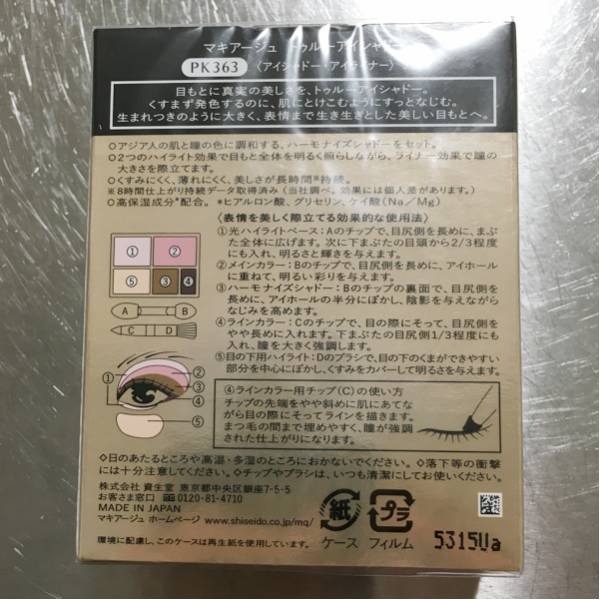 マキアージュ トゥルーアイシャドー
PK363 〈アイシャドー・アイライナー〉
目もとに真実の美しさを、トゥルーアイシャドー。
くすまず発色するのに、肌にとけこむようにすっとなじむ。
生まれつきのように大きく、表情まで生き生きとした美しい目もとへ。
◇アジア人の肌と瞳の色に調和する、ハーモナイズシャドーをセット。
◇2つのハイライト効果で目もと全体を明るく照らしながら、ライナー効果で瞳の
大きさを際立てます。
◇くすみにくく、薄れにくく、美しさが長時間※持続。
※8時間仕上がり持続データ取得済み(当社調べ。効果には個人差があります。)
◇高保湿成分*配合。 *ヒアルロン酸、グリセリン、ケイ酸(Na/Mg)
〈表情を美しく際立てる効果的な使用法〉
①光ハイライトベース:Aのチップで、目尻側を長めに、まぶ
た全体に広げます。次に下まぶたの目頭から2/3程度
にも入れ、明るさと輝きを与えます。
②メインカラー:Bのチップで、目尻側を長めに、アイホール
に重ねて、明るい彩りを与えます。
③ハーモナイズシャドー:Bのチップの裏面で、目尻側を
長めに、アイホールの半分にぼかし、陰影を与えながら
なじみを高めます。
④ラインカラー:Cのチップで、目の際にそって、目尻側を
やや長めに入れます。下まぶたの目尻側1/3程度にも
入れ、瞳を大きく強調します。
⑤目の下用ハイライト:Dのブラシで、目の下のくまができやすい
部分を中心にぼかし、くすみをカバーして明るさを与えます。
① ②
⑤ ③ ④
A B
C D
②
③
①
④
⑤
④ラインカラー用チップ(C)の使い方
チップの先端をやや斜めに肌にあてな
がら目の際にそってラインを描きます。
まつ毛の間まで埋めやすく、瞳が強調
された仕上がりになります。
◇日のあたるところや高温・多湿のところにおかないでください。 ◇落下等の衝撃
には十分注意してください。 ◇チップやブラシは、いつも清潔にしてお使いください。
株式会社 資生堂 東京都中央区銀座7-5-5
お客さま窓口 0120-81-4710
MADE IN JAPAN
マキアージュ ホームページ www.shiseido.co.jp/mq/
環境に配慮し、このケースは再生紙を使用しています。
紙 プラ
ケース フィルム
5315Ua